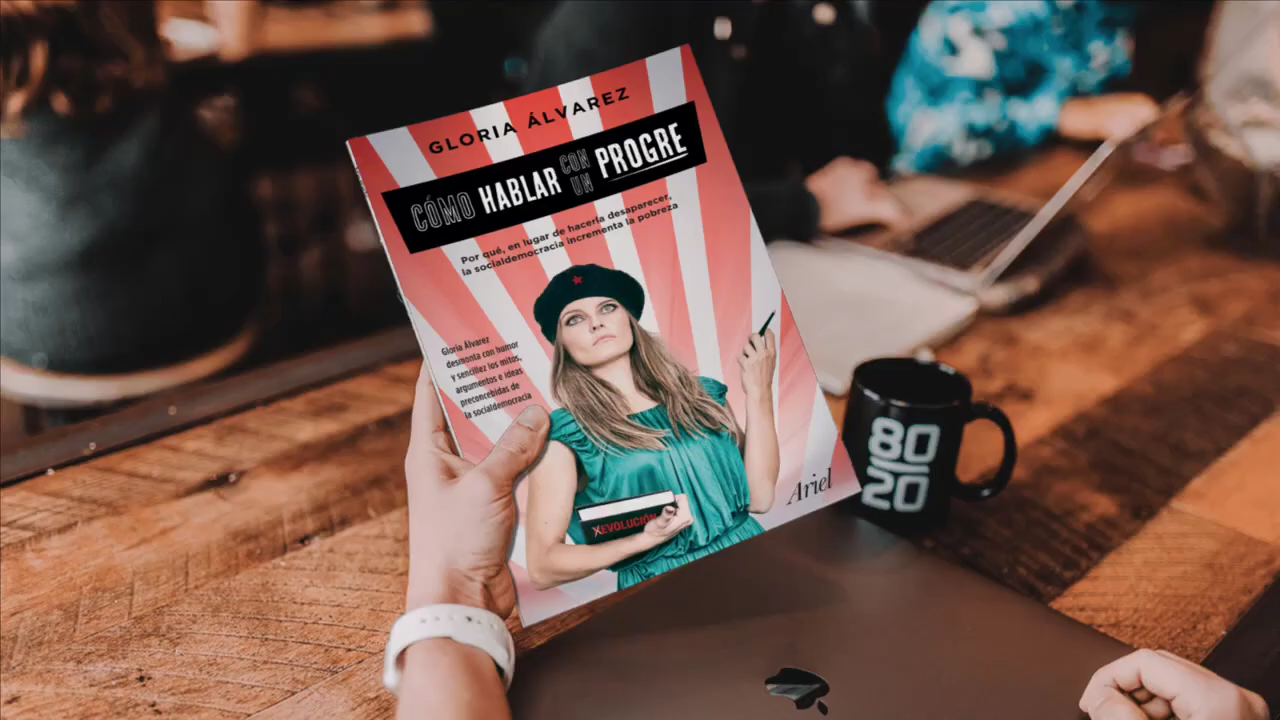 GLORIA ÁLVAREZ
CÓMO HABLAR CON UN PROGRE
Por qué, en lugar de hacerla desaparecer,
la socialdemocracia incrementa la pobreza
Gloria Álvarez
desmonta con humor
y sencillez los mitos,
argumentos e ideas
preconcebidas de
la socialdemocracia
XEVOLUCIÓN
Ariel
80
20